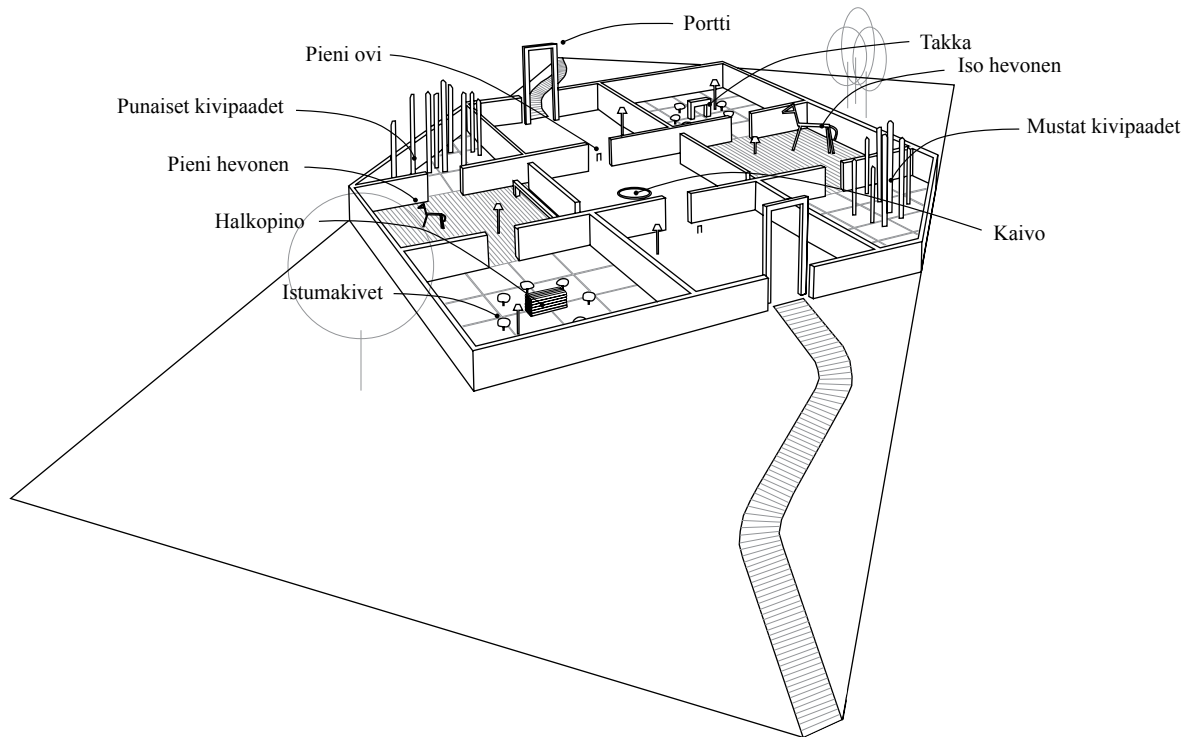 Portti
Takka
Pieni ovi
Iso hevonen
Punaiset kivipaadet
Mustat kivipaadet
Pieni hevonen
Halkopino
Kaivo
Istumakivet